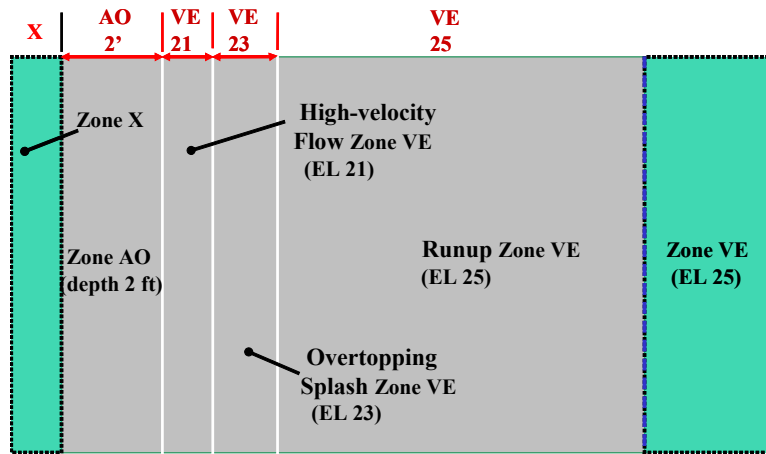 X
AO
2’
VE
21
VE
23
VE
25
Zone X
High-velocity
Flow Zone VE
(EL 21)
Zone AO
(depth 2 ft)
Runup Zone VE
(EL 25)
Zone VE
(EL 25)
Overtopping
Splash Zone VE
(EL 23)